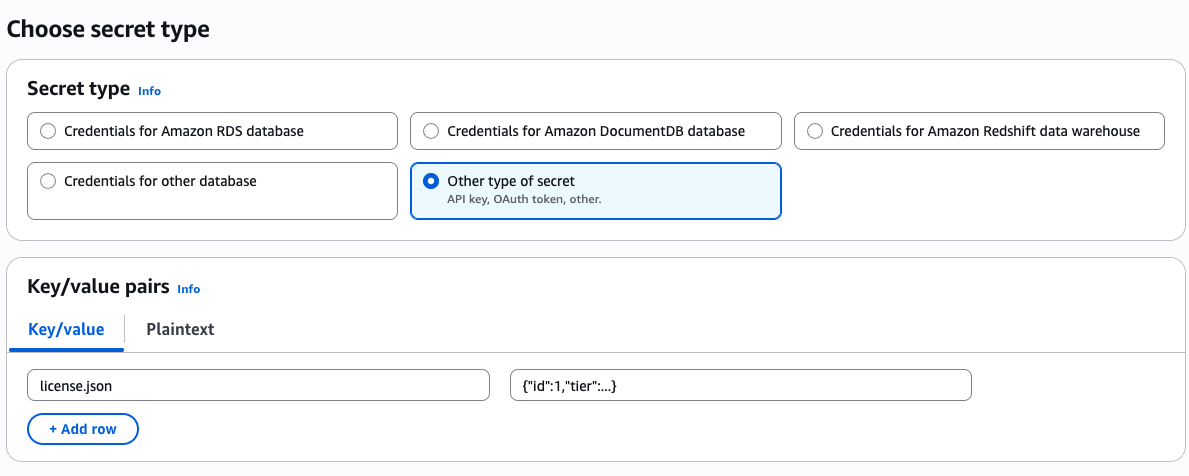 Choose secret type
Secret type Info
Credentials for Amazon RDS database
Credentials for Amazon DocumentDB database
Credentials for Amazon Redshift data warehouse
Credentials for other database
Other type of secret
API key, OAuth token, other.
Key/value pairs Info
Key/value
Plaintext
license.json
{"id":1,"tier":...}
+ Add row